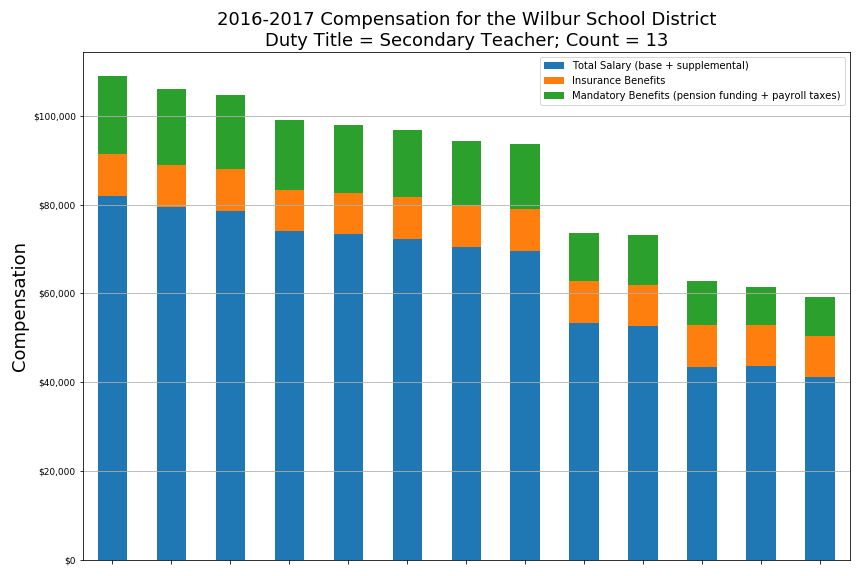 2016-2017 Compensation for the Wilbur School District
Duty Title = Secondary Teacher; Count = 13
Total Salary (base + supplemental)
Insurance Benefits
Mandatory Benefits (pension funding + payroll taxes)
$100,000
$80,000
$60,000
$40,000
$20,000
$0
Compensation